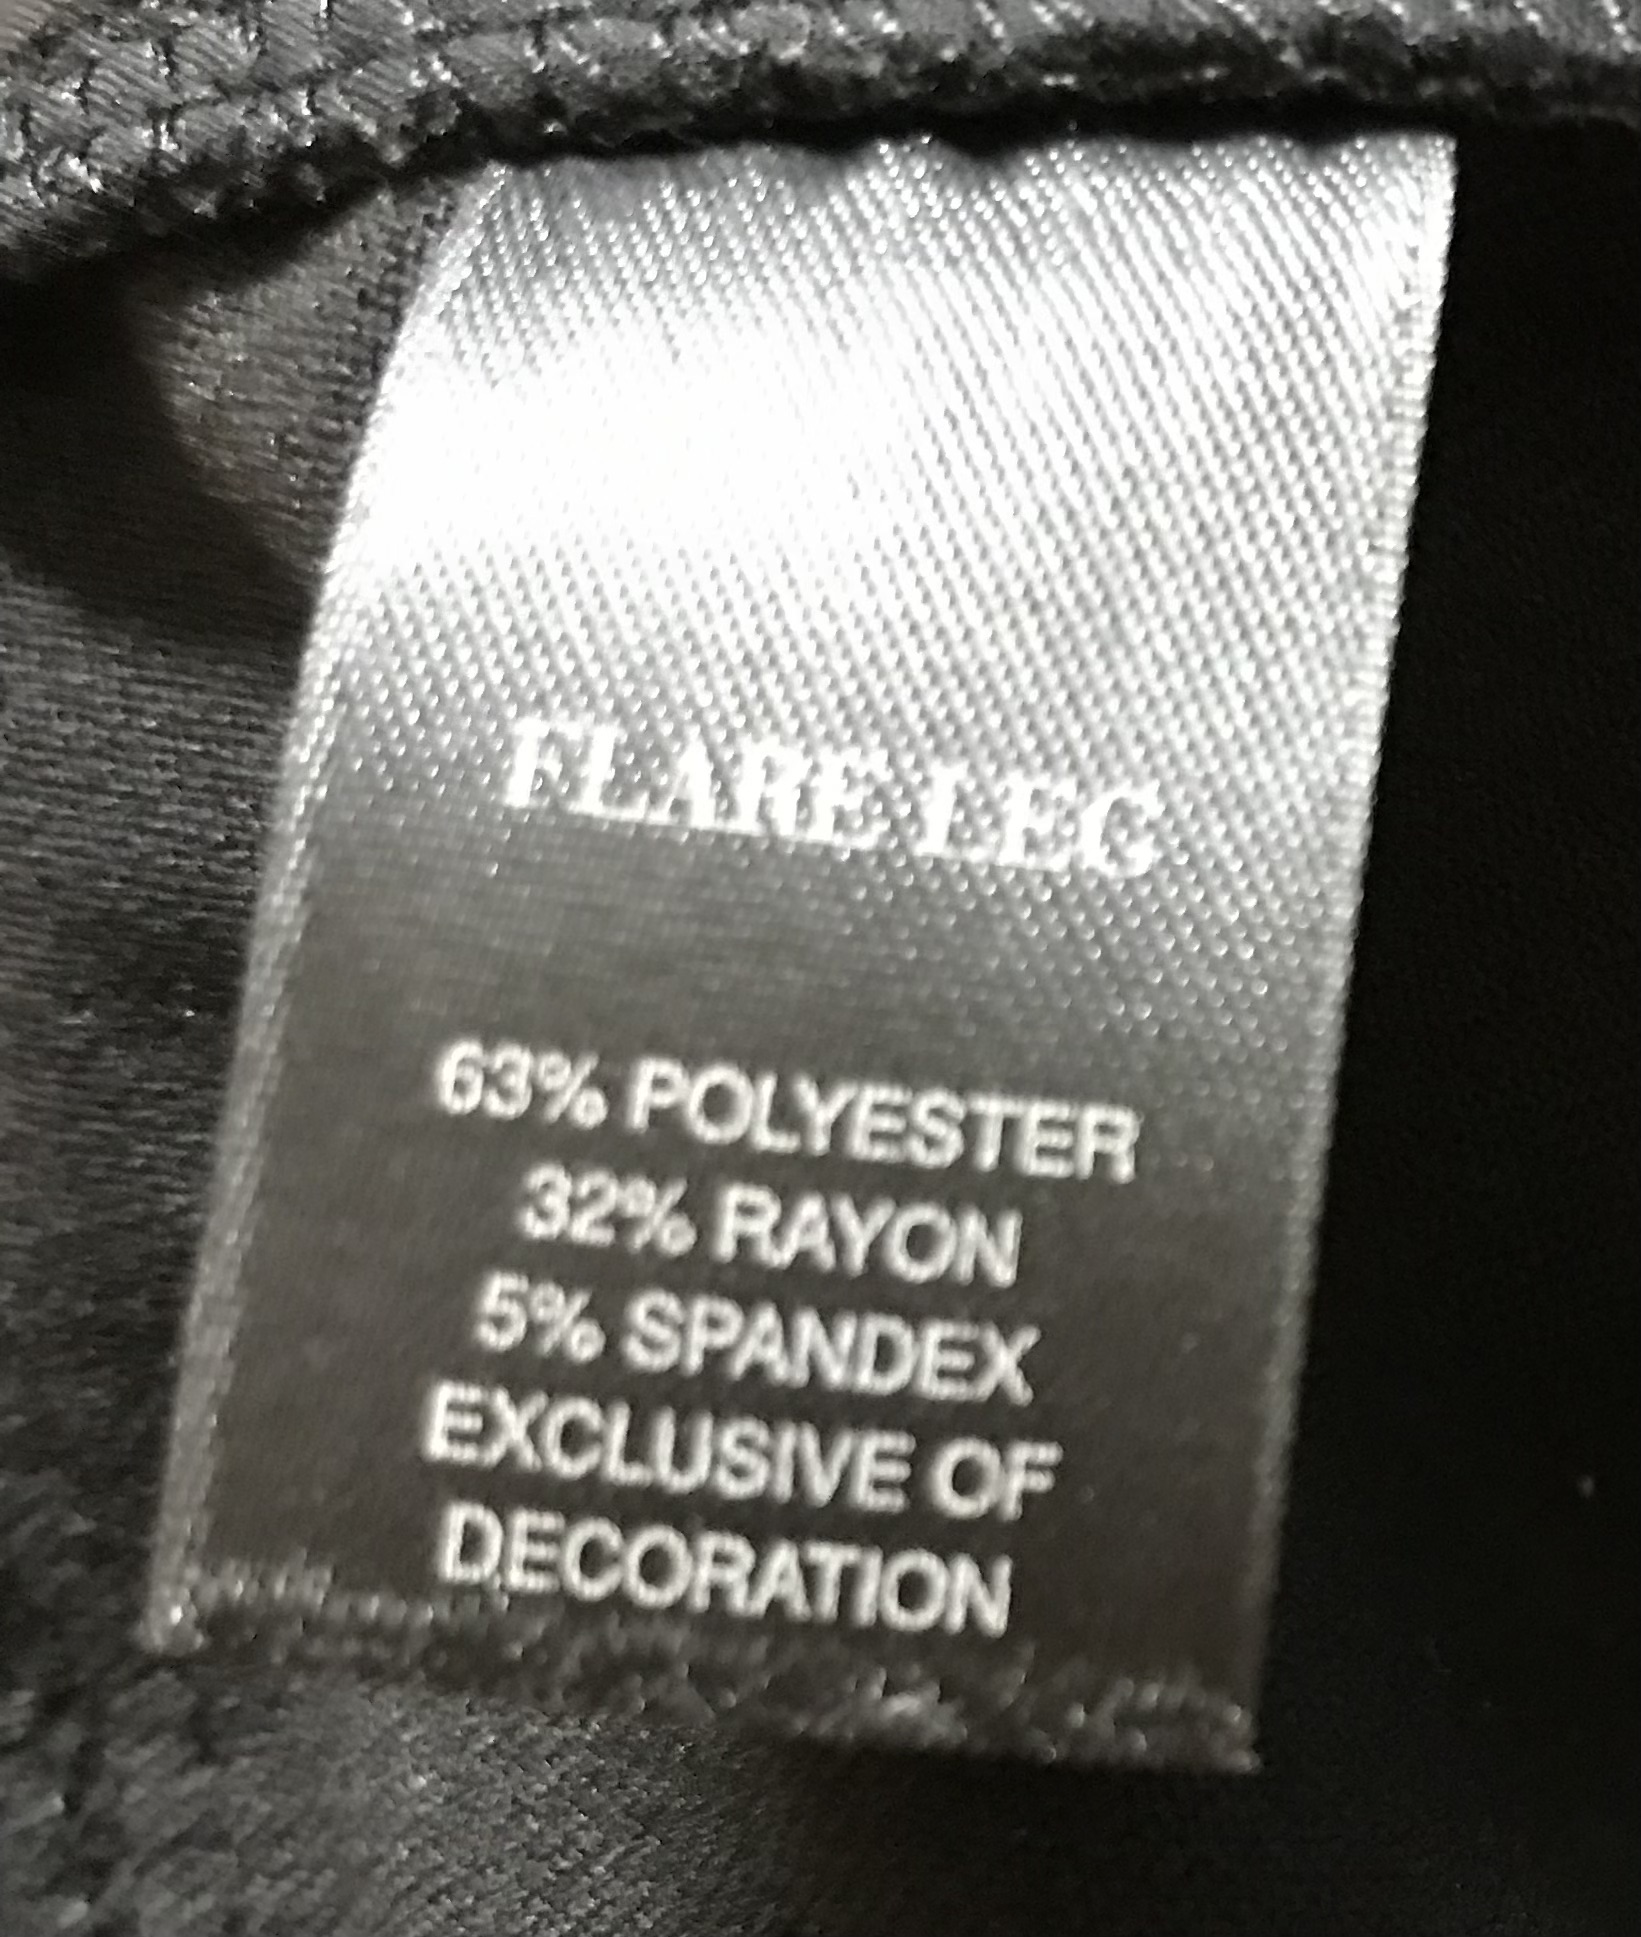 FLARE LEG
63% POLYESTER
32% RAYON
5% SPANDEX
EXCLUSIVE OF
DECORATION